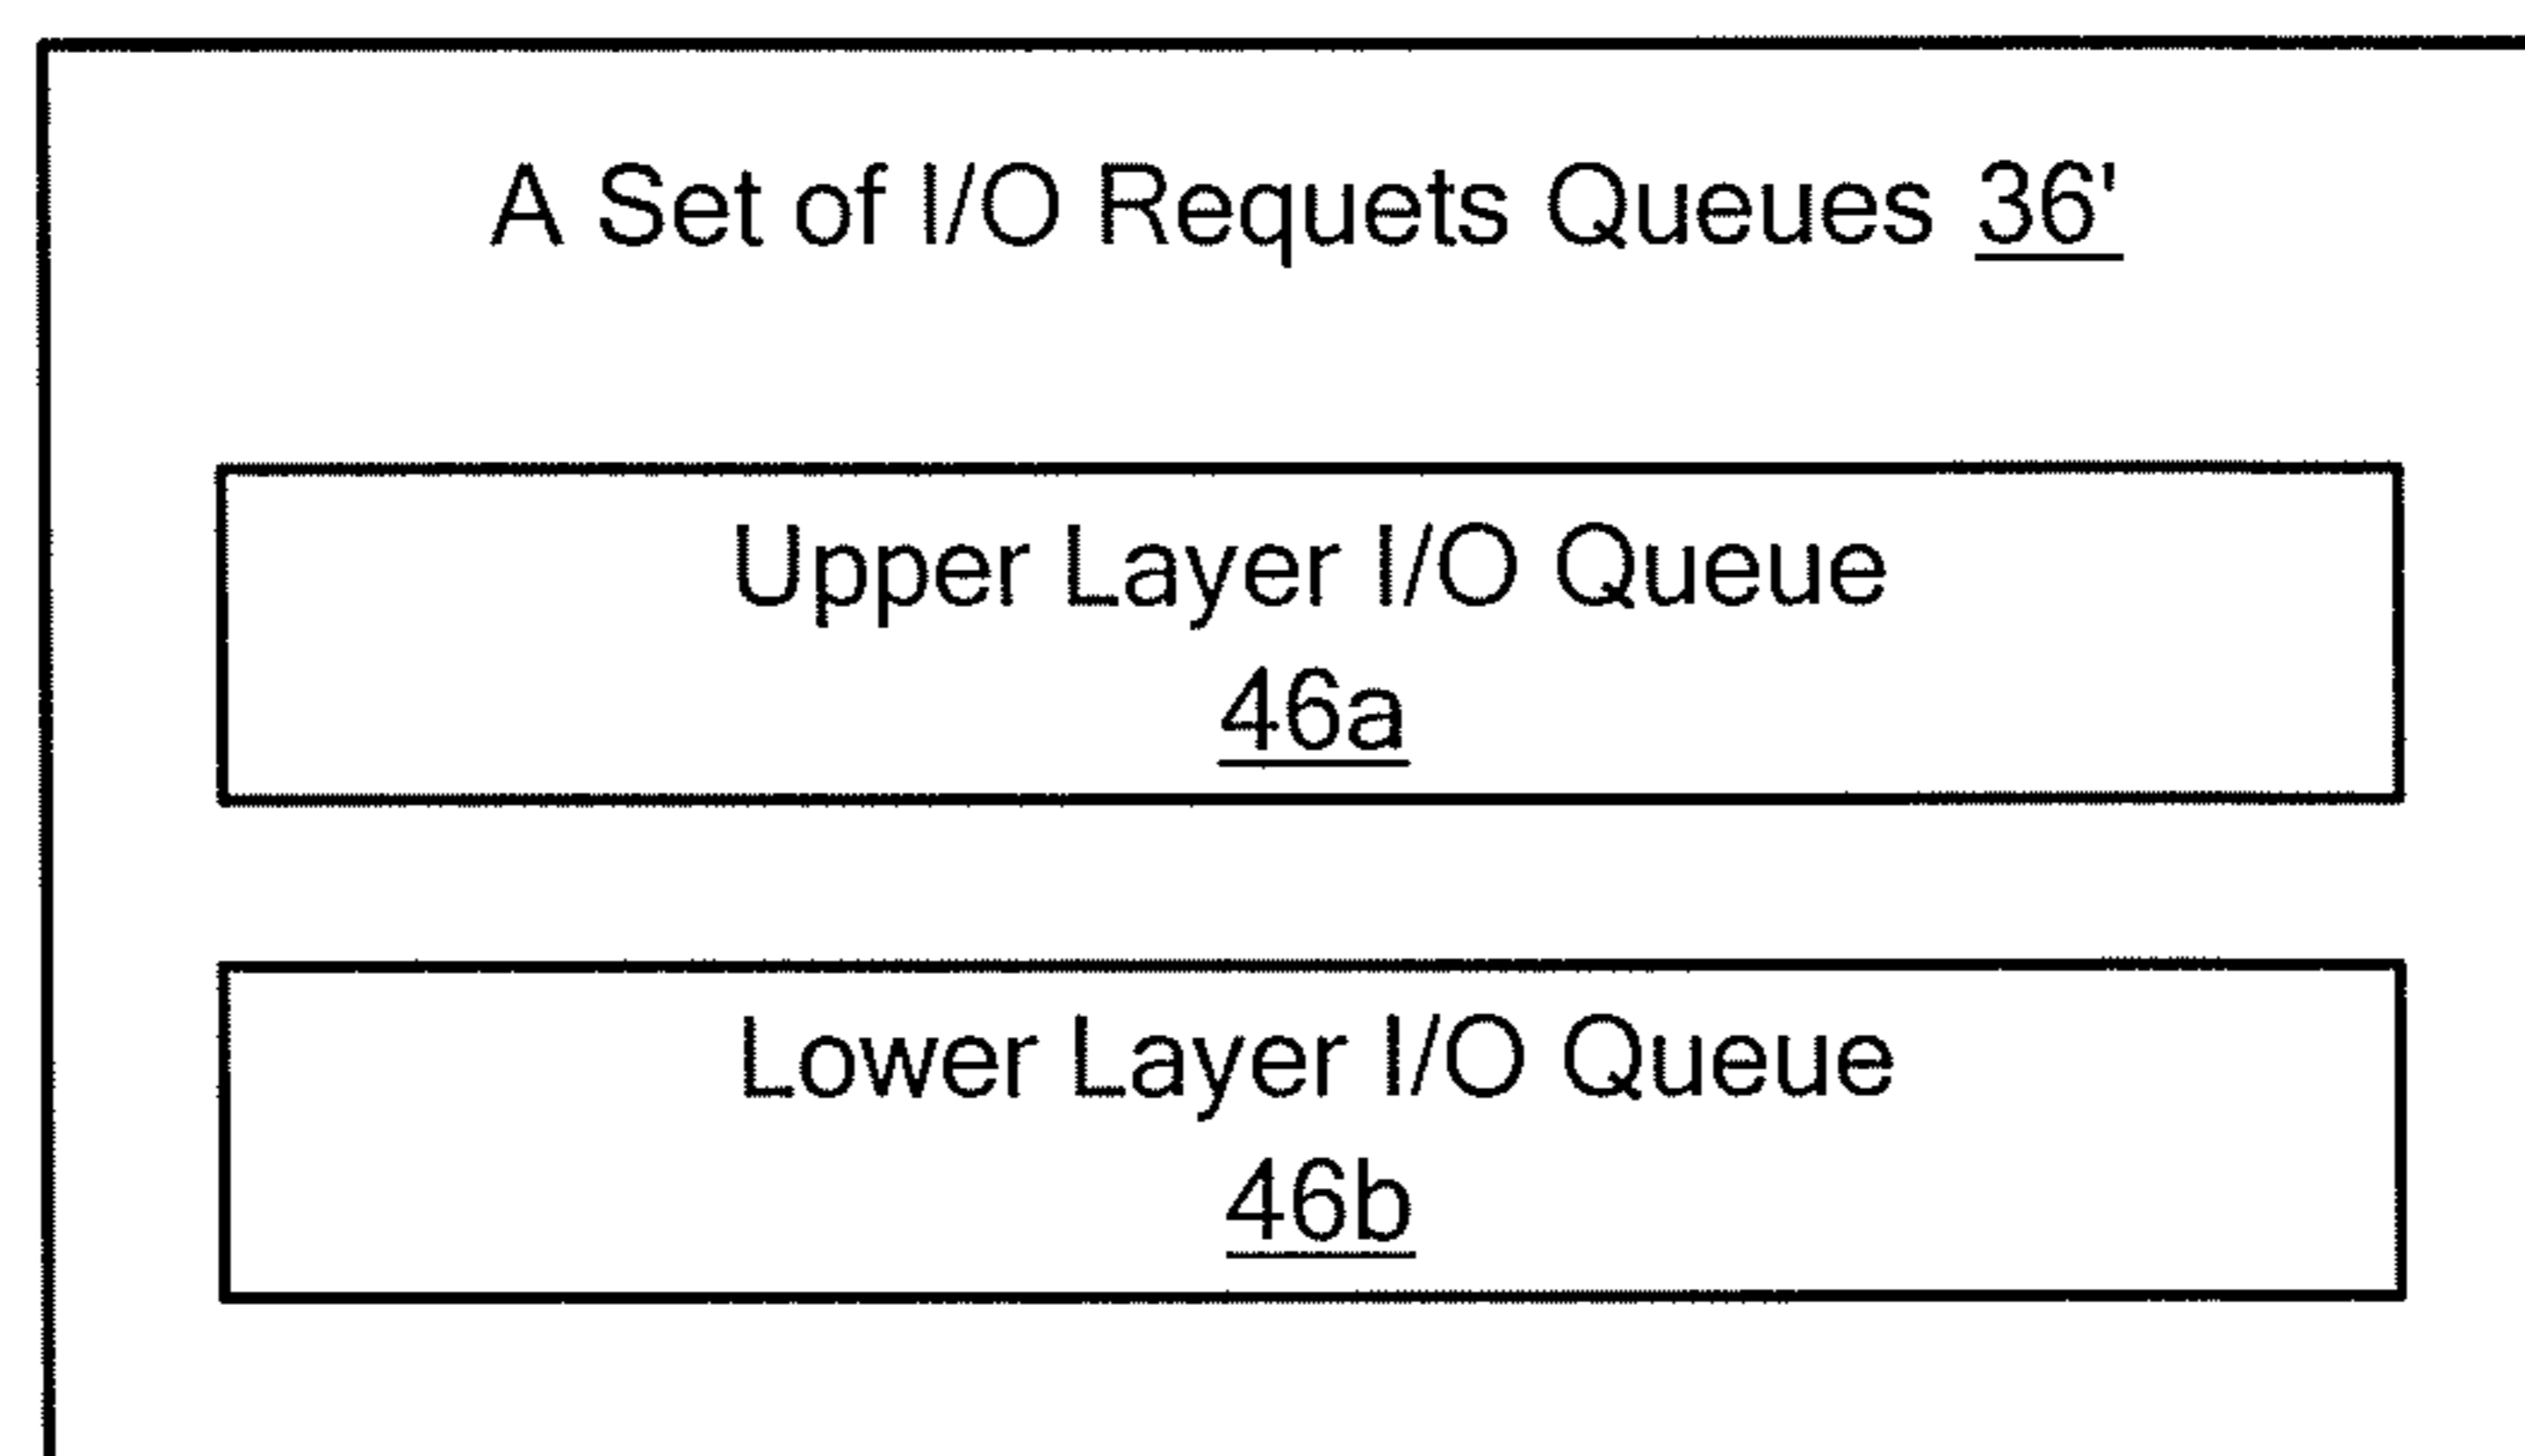 A Set of I/O Requets Queues 36'
Upper Layer I/O Queue
46a
Lower Layer I/O Queue
46b